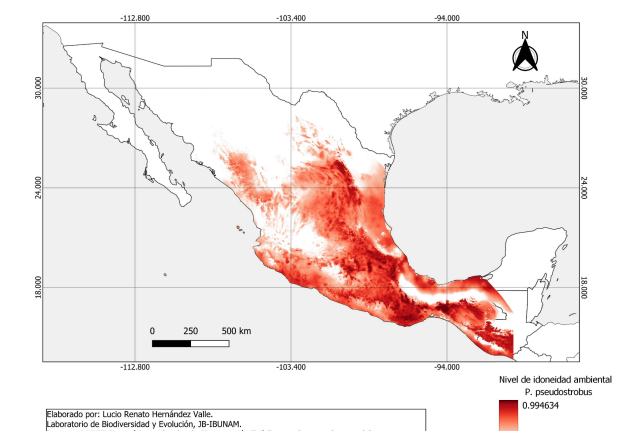 -112.800 -103.400 -94.000
N
30.000 30.000
24.000 24.000
18.000 18.000
0 250 500 km
-112.800 -103.400 -94.000
Nivel de idoneidad ambiental
P. pseudostrobus
0.994634
Elaborado por: Lucio Renato Hernández Valle.
Laboratorio de Biodiversidad y Evolución, JB-IBUNAM.